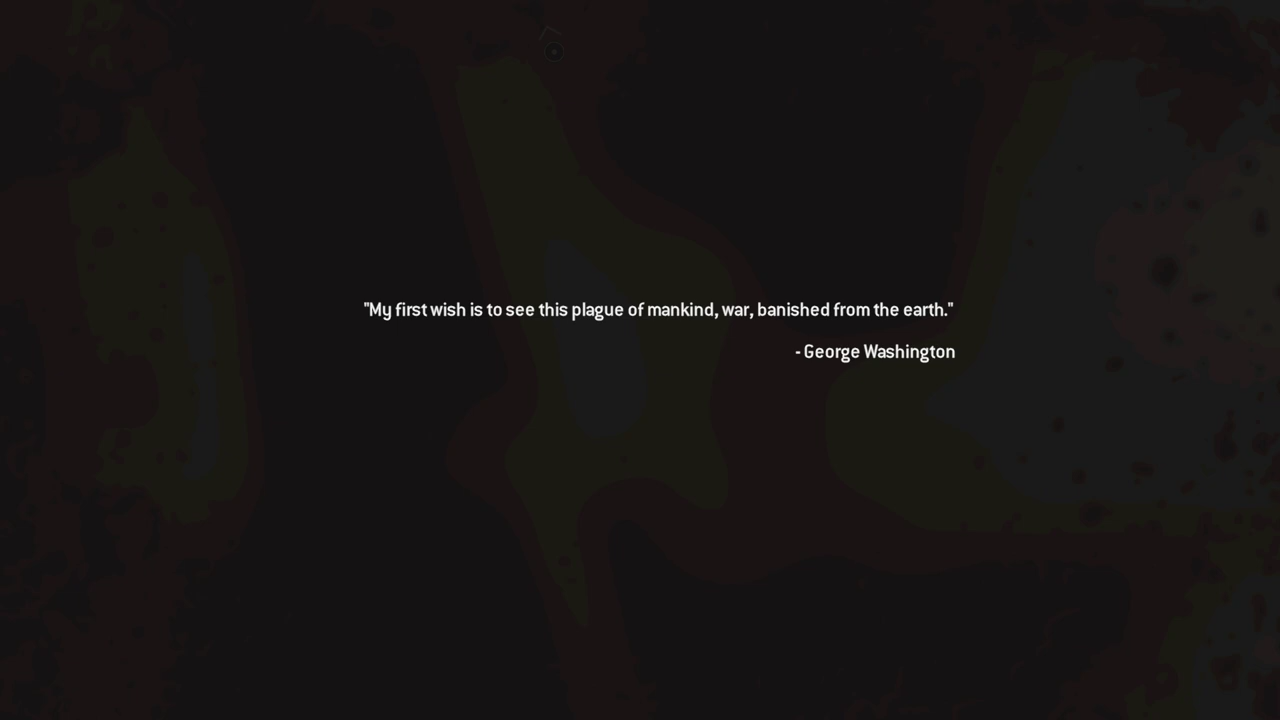 "My first wish is to see this plague of mankind, war, banished from the earth."
- George Washington